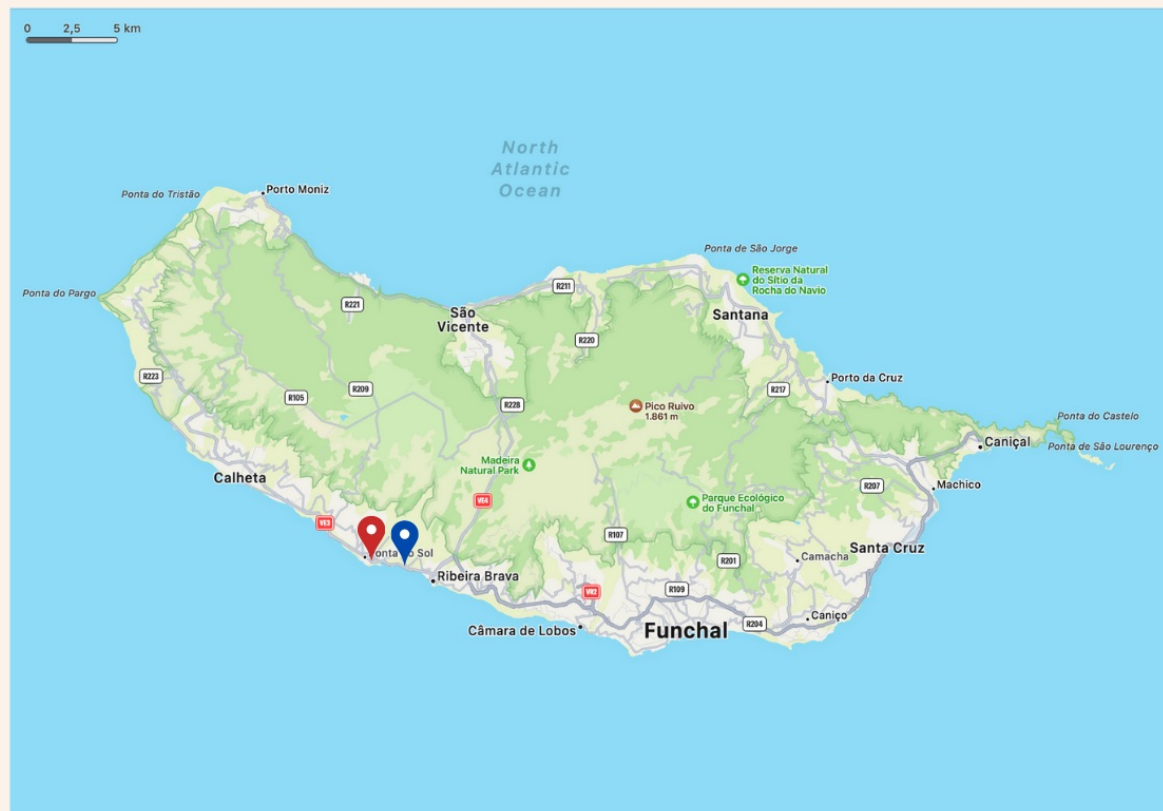 0 2,5 5 km
North
Atlantic
Ocean
Ponta do Tristão
Porto Moniz
Ponta de São Jorge
Reserva Natural
do Sítio da
Rocha do Navio
Ponta do Pargo
R211
R221
São
Vicente
Santana
R220
R223
R209
R105
R217
Porto da Cruz
R228
Pico Ruivo
1.861 m
Ponta do Castelo
Caniçal
Ponta de São Lourenço
Madeira
Natural Park
Calheta
R207
Machico
VE4
Parque Ecológico
do Funchal
VE3
R107
Santa Cruz
Ponta do Sol
R201
Camacha
Ribeira Brava
VR2
R109
Caniço
Câmara de Lobos
Funchal
R204